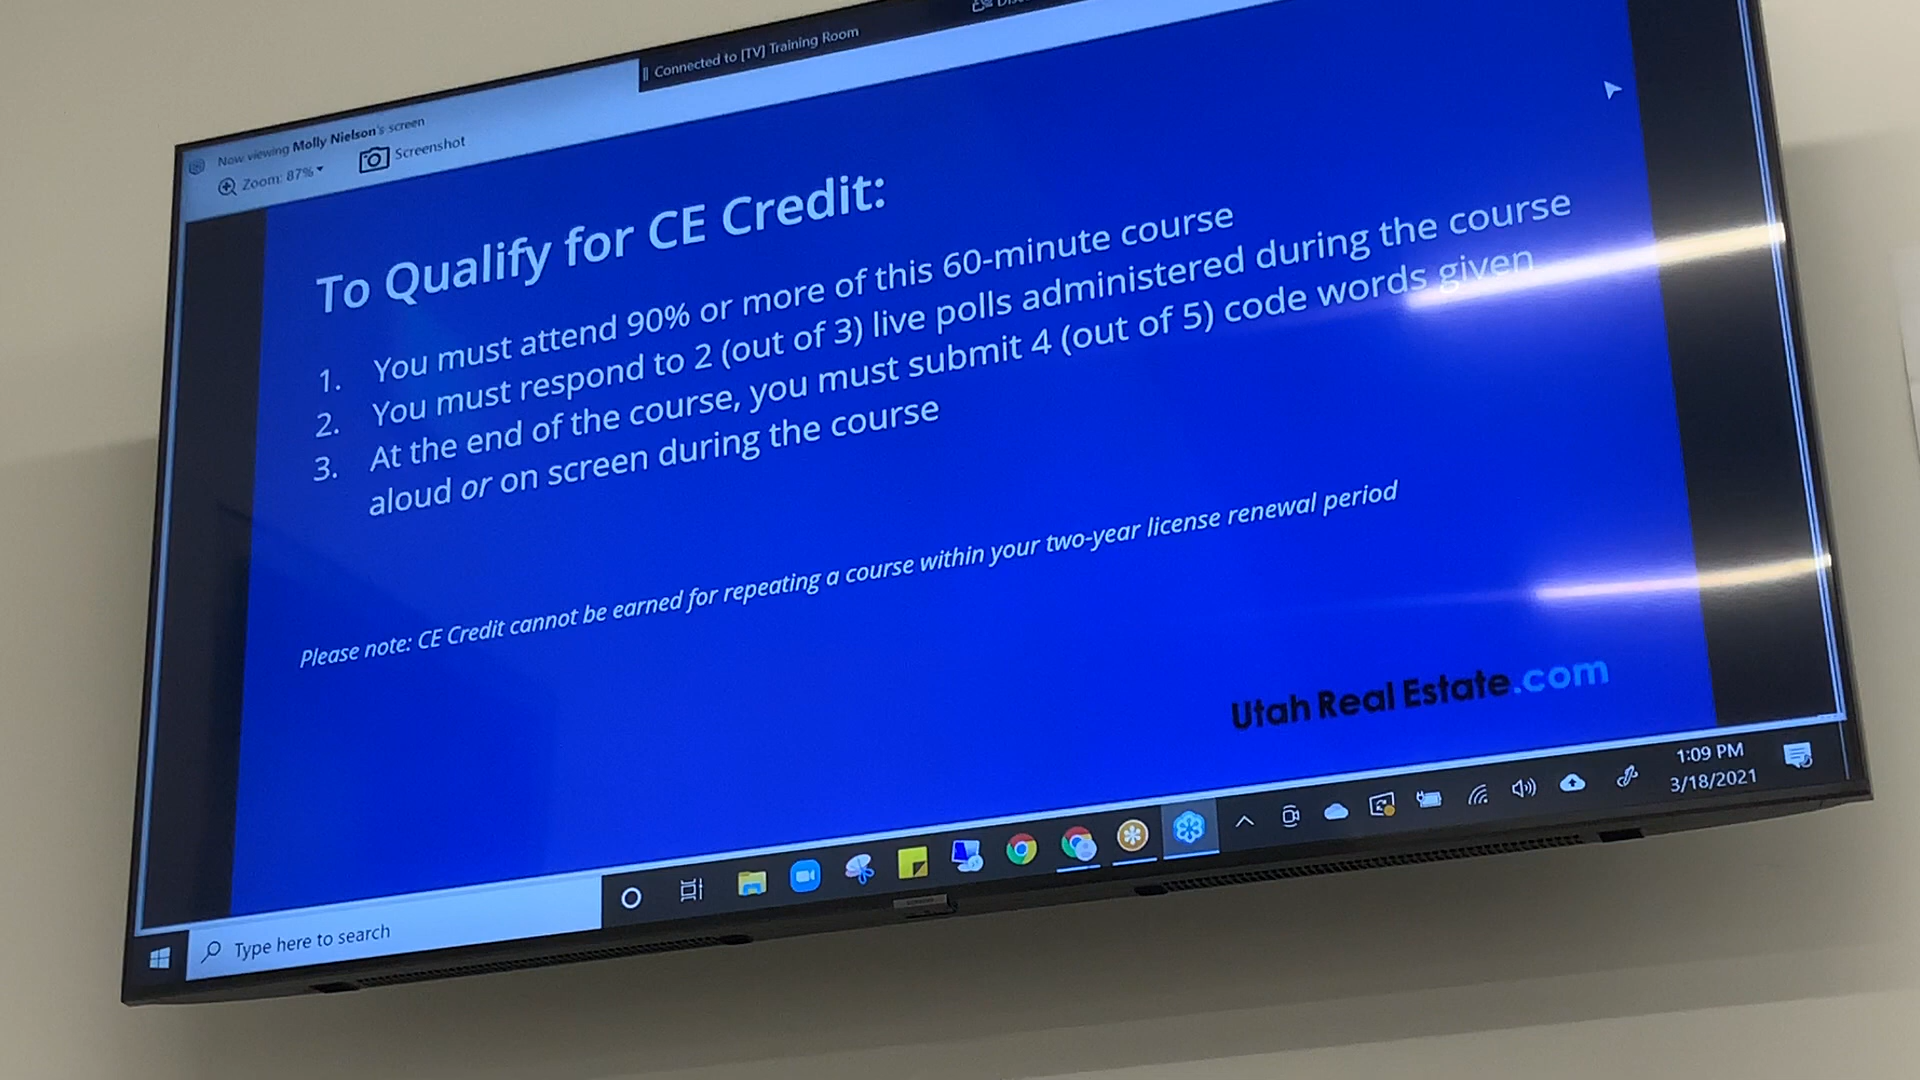 Connected to [TV] Training Room
Now viewing Molly Nielson's screen
Zoom: 87%
Screenshot
To Qualify for CE Credit:
1. You must attend 90% or more of this 60-minute course
2. You must respond to 2 (out of 3) live polls administered during the course
3. At the end of the course, you must submit 4 (out of 5) code words given
aloud or on screen during the course
Please note: CE Credit cannot be earned for repeating a course within your two-year license renewal period
UtahRealEstate.com
1:09 PM
3/18/2021
Type here to search